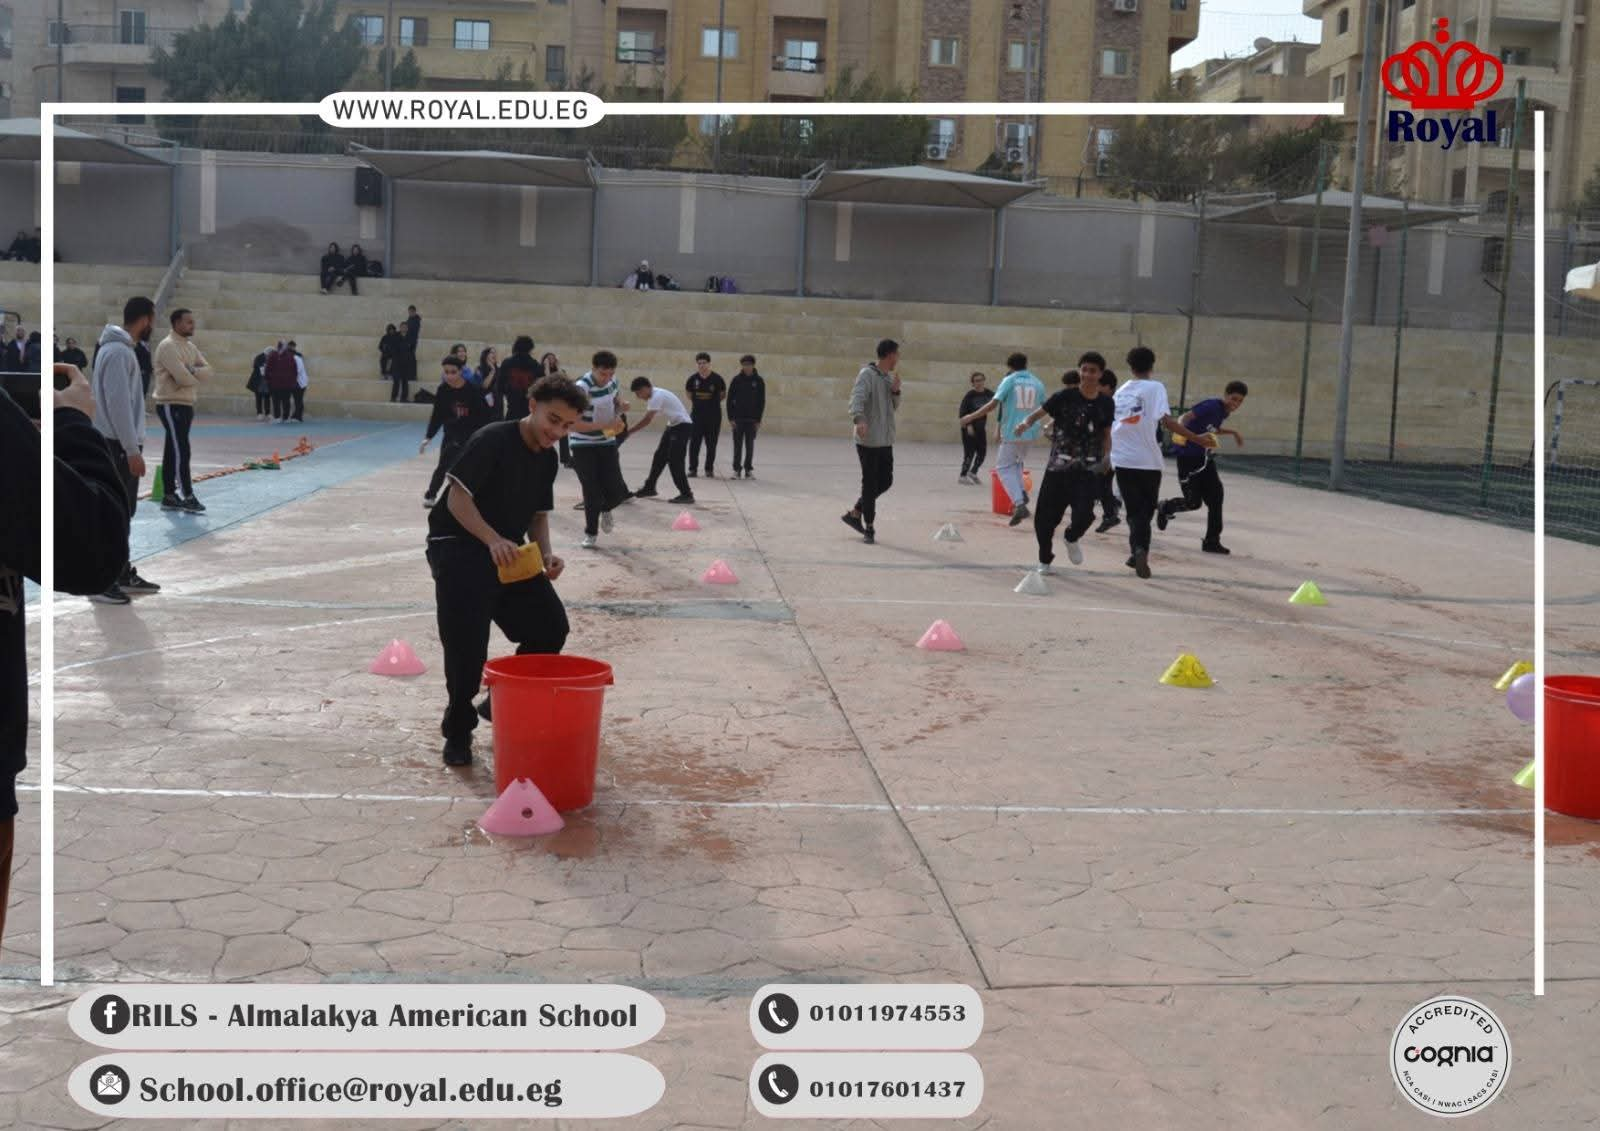 WWW.ROYAL.EDU.EG
Royal
10
RILS - Almalakya American School
School.office@royal.edu.eg
01011974553
01017601437
ACCREDITED
cognia
NCA CASI | NWAC | SACS CASI